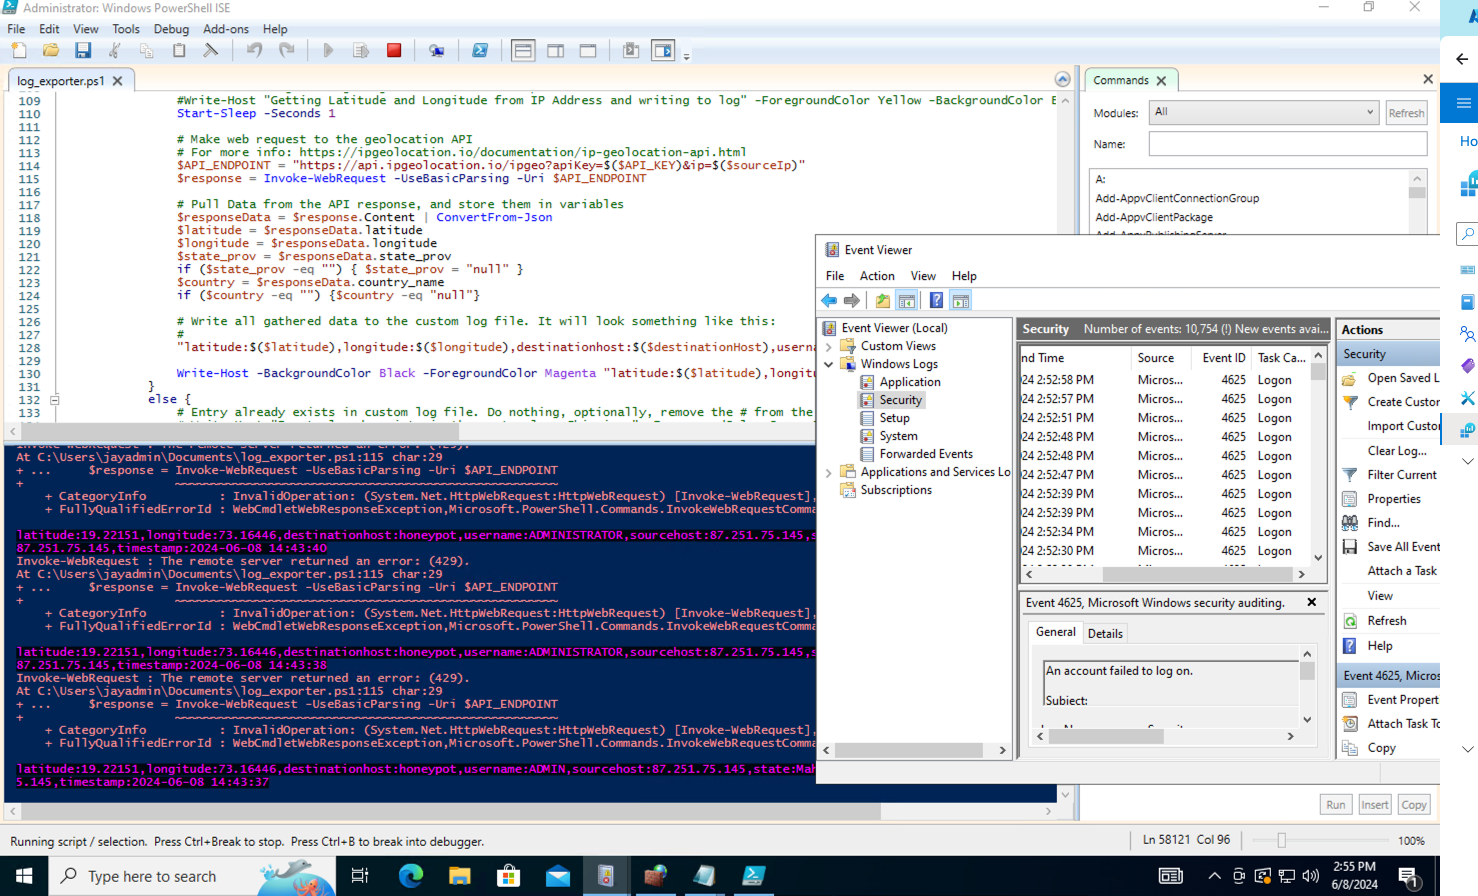 Administrator: Windows PowerShell ISE
File Edit View Tools Debug Add-ons Help
log_exporter.ps1
109 #Write-Host "Getting Latitude and Longitude from IP Address and writing to log" -ForegroundColor Yellow -BackgroundColor
110 Start-Sleep -Seconds 1
111
112 # Make web request to the geolocation API
113 # For more info: https://ipgeolocation.io/documentation/ip-geolocation-api.html
114 $API_ENDPOINT = "https://api.ipgeolocation.io/ipgeo?apiKey=$($API_KEY)&ip=$($sourceIp)"
115 $response = Invoke-WebRequest -UseBasicParsing -Uri $API_ENDPOINT
116
117 # Pull Data from the API response, and store them in variables
118 $responseData = $response.Content | ConvertFrom-Json
119 $latitude = $responseData.latitude
120 $longitude = $responseData.longitude
121 $state_prov = $responseData.state_prov
122 if ($state_prov -eq "") { $state_prov = "null" }
123 $country = $responseData.country_name
124 if ($country -eq "") {$country -eq "null"}
125
126 # Write all gathered data to the custom log file. It will look something like this:
127 #
128 "latitude:$($latitude),longitude:$($longitude),destinationhost:$($destinationHost),userna
129
130 Write-Host -BackgroundColor Black -ForegroundColor Magenta "latitude:$($latitude),longitu
131 }
132 else {
133 # Entry already exists in custom log file. Do nothing, optionally, remove the # from the
Invoke-WebRequest : The remote server returned an error: (429).
At C:\Users\jayadmin\Documents\log_exporter.ps1:115 char:29
+ ... $response = Invoke-WebRequest -UseBasicParsing -Uri $API_ENDPOINT
+ ~~~~~~~~~~~~~~~~~~~~~~~~~~~~~~~~~~~~~~~~~~~~~~~~~~~~~
+ CategoryInfo : InvalidOperation: (System.Net.HttpWebRequest:HttpWebRequest) [Invoke-WebRequest],
+ FullyQualifiedErrorId : WebCmdletWebResponseException,Microsoft.PowerShell.Commands.InvokeWebRequestComma
latitude:19.22151,longitude:73.16446,destinationhost:honeypot,username:ADMINISTRATOR,sourcehost:87.251.75.145,s
87.251.75.145,timestamp:2024-06-08 14:43:40
Invoke-WebRequest : The remote server returned an error: (429).
At C:\Users\jayadmin\Documents\log_exporter.ps1:115 char:29
+ ... $response = Invoke-WebRequest -UseBasicParsing -Uri $API_ENDPOINT
+ ~~~~~~~~~~~~~~~~~~~~~~~~~~~~~~~~~~~~~~~~~~~~~~~~~~~~~
+ CategoryInfo : InvalidOperation: (System.Net.HttpWebRequest:HttpWebRequest) [Invoke-WebRequest],
+ FullyQualifiedErrorId : WebCmdletWebResponseException,Microsoft.PowerShell.Commands.InvokeWebRequestComma
latitude:19.22151,longitude:73.16446,destinationhost:honeypot,username:ADMINISTRATOR,sourcehost:87.251.75.145,s
87.251.75.145,timestamp:2024-06-08 14:43:38
Invoke-WebRequest : The remote server returned an error: (429).
At C:\Users\jayadmin\Documents\log_exporter.ps1:115 char:29
+ ... $response = Invoke-WebRequest -UseBasicParsing -Uri $API_ENDPOINT
+ ~~~~~~~~~~~~~~~~~~~~~~~~~~~~~~~~~~~~~~~~~~~~~~~~~~~~~
+ CategoryInfo : InvalidOperation: (System.Net.HttpWebRequest:HttpWebRequest) [Invoke-WebRequest],
+ FullyQualifiedErrorId : WebCmdletWebResponseException,Microsoft.PowerShell.Commands.InvokeWebRequestComma
latitude:19.22151,longitude:73.16446,destinationhost:honeypot,username:ADMIN,sourcehost:87.251.75.145,state:Mah
5.145,timestamp:2024-06-08 14:43:37
Running script / selection. Press Ctrl+Break to stop. Press Ctrl+B to break into debugger.
Ln 58121 Col 96
100%
Commands
Modules: All Refresh
Name:
A:
Add-AppvClientConnectionGroup
Add-AppvClientPackage
Add-AppvPublishingServer
Run Insert Copy
Event Viewer
File Action View Help
Event Viewer (Local)
Custom Views
Windows Logs
Application
Security
Setup
System
Forwarded Events
Applications and Services Lo
Subscriptions
Security Number of events: 10,754 (!) New events avai...
nd Time Source Event ID Task Ca...
24 2:52:58 PM Micros... 4625 Logon
24 2:52:57 PM Micros... 4625 Logon
24 2:52:51 PM Micros... 4625 Logon
24 2:52:48 PM Micros... 4625 Logon
24 2:52:48 PM Micros... 4625 Logon
24 2:52:47 PM Micros... 4625 Logon
24 2:52:39 PM Micros... 4625 Logon
24 2:52:39 PM Micros... 4625 Logon
24 2:52:34 PM Micros... 4625 Logon
24 2:52:30 PM Micros... 4625 Logon
Event 4625, Microsoft Windows security auditing.
General Details
An account failed to log on.
Subject:
Actions
Security
Open Saved L
Create Custor
Import Custo
Clear Log...
Filter Current
Properties
Find...
Save All Event
Attach a Task
View
Refresh
Help
Event 4625, Micros
Event Propert
Attach Task To
Copy
Ho
Type here to search
2:55 PM
6/8/2024
1